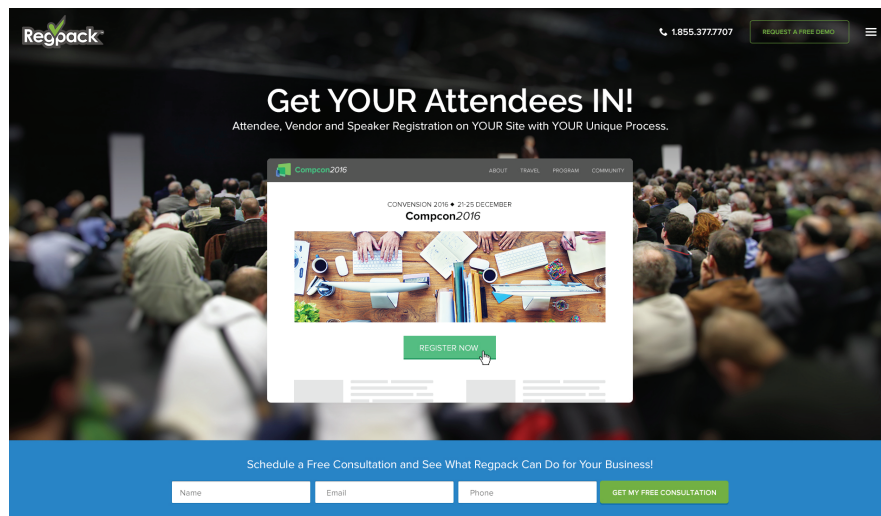 Regpack
1.855.377.7707
REQUEST A FREE DEMO
Get YOUR Attendees IN!
Attendee, Vendor and Speaker Registration on YOUR Site with YOUR Unique Process.
Compcon2016
ABOUT TRAVEL PROGRAM COMMUNITY
CONVENSION 2016 ◆ 21-25 DECEMBER
Compcon2016
REGISTER NOW
Schedule a Free Consultation and See What Regpack Can Do for Your Business!
Name Email Phone GET MY FREE CONSULTATION